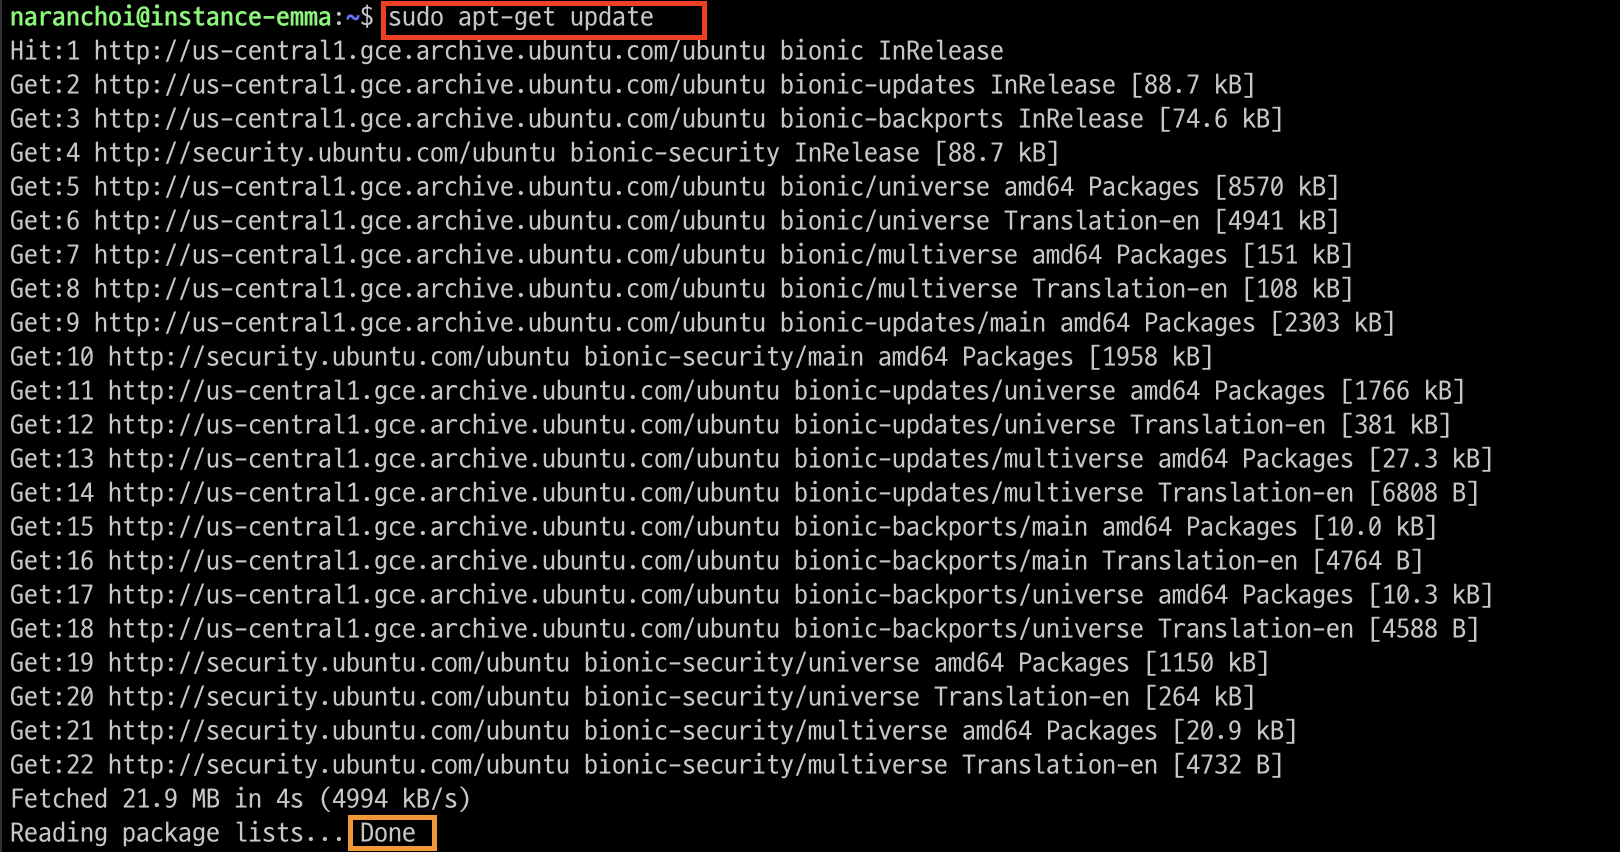 naranchoi@instance-emma:~$ sudo apt-get update
Hit:1 http://us-central1.gce.archive.ubuntu.com/ubuntu bionic InRelease
Get:2 http://us-central1.gce.archive.ubuntu.com/ubuntu bionic-updates InRelease [88.7 kB]
Get:3 http://us-central1.gce.archive.ubuntu.com/ubuntu bionic-backports InRelease [74.6 kB]
Get:4 http://security.ubuntu.com/ubuntu bionic-security InRelease [88.7 kB]
Get:5 http://us-central1.gce.archive.ubuntu.com/ubuntu bionic/universe amd64 Packages [8570 kB]
Get:6 http://us-central1.gce.archive.ubuntu.com/ubuntu bionic/universe Translation-en [4941 kB]
Get:7 http://us-central1.gce.archive.ubuntu.com/ubuntu bionic/multiverse amd64 Packages [151 kB]
Get:8 http://us-central1.gce.archive.ubuntu.com/ubuntu bionic/multiverse Translation-en [108 kB]
Get:9 http://us-central1.gce.archive.ubuntu.com/ubuntu bionic-updates/main amd64 Packages [2303 kB]
Get:10 http://security.ubuntu.com/ubuntu bionic-security/main amd64 Packages [1958 kB]
Get:11 http://us-central1.gce.archive.ubuntu.com/ubuntu bionic-updates/universe amd64 Packages [1766 kB]
Get:12 http://us-central1.gce.archive.ubuntu.com/ubuntu bionic-updates/universe Translation-en [381 kB]
Get:13 http://us-central1.gce.archive.ubuntu.com/ubuntu bionic-updates/multiverse amd64 Packages [27.3 kB]
Get:14 http://us-central1.gce.archive.ubuntu.com/ubuntu bionic-updates/multiverse Translation-en [6808 B]
Get:15 http://us-central1.gce.archive.ubuntu.com/ubuntu bionic-backports/main amd64 Packages [10.0 kB]
Get:16 http://us-central1.gce.archive.ubuntu.com/ubuntu bionic-backports/main Translation-en [4764 B]
Get:17 http://us-central1.gce.archive.ubuntu.com/ubuntu bionic-backports/universe amd64 Packages [10.3 kB]
Get:18 http://us-central1.gce.archive.ubuntu.com/ubuntu bionic-backports/universe Translation-en [4588 B]
Get:19 http://security.ubuntu.com/ubuntu bionic-security/universe amd64 Packages [1150 kB]
Get:20 http://security.ubuntu.com/ubuntu bionic-security/universe Translation-en [264 kB]
Get:21 http://security.ubuntu.com/ubuntu bionic-security/multiverse amd64 Packages [20.9 kB]
Get:22 http://security.ubuntu.com/ubuntu bionic-security/multiverse Translation-en [4732 B]
Fetched 21.9 MB in 4s (4994 kB/s)
Reading package lists... Done